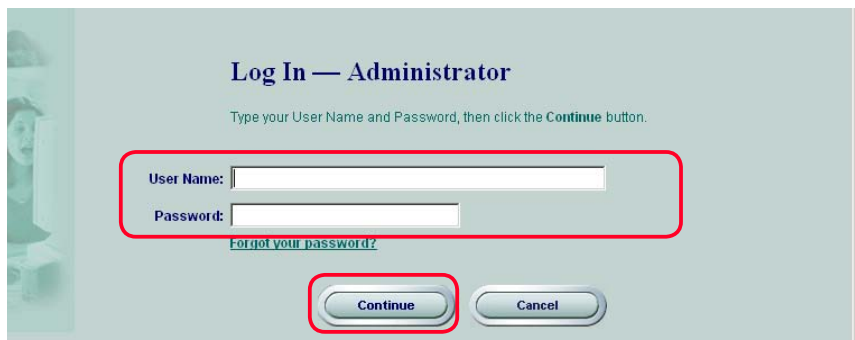 Log In — Administrator
Type your User Name and Password, then click the Continue button.
User Name:
Password:
Forgot your password?
Continue Cancel